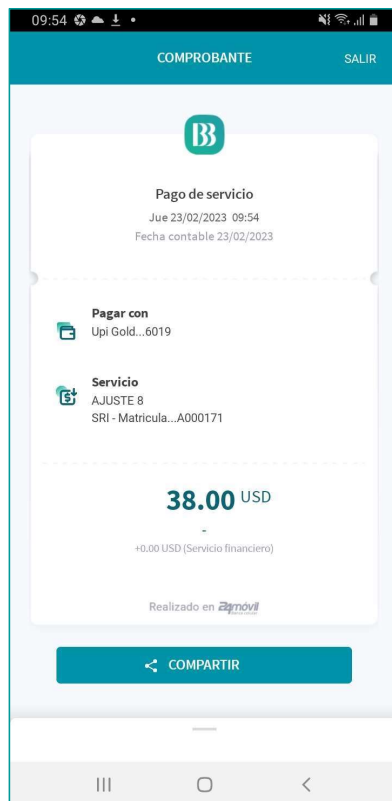 09:54
COMPROBANTE
SALIR
Pago de servicio
Jue 23/02/2023 09:54
Fecha contable 23/02/2023
Pagar con
Upi Gold...6019
Servicio
AJUSTE 8
SRI - Matricula...A000171
38.00 USD
-
+0.00 USD (Servicio financiero)
Realizado en 24móvil
COMPARTIR